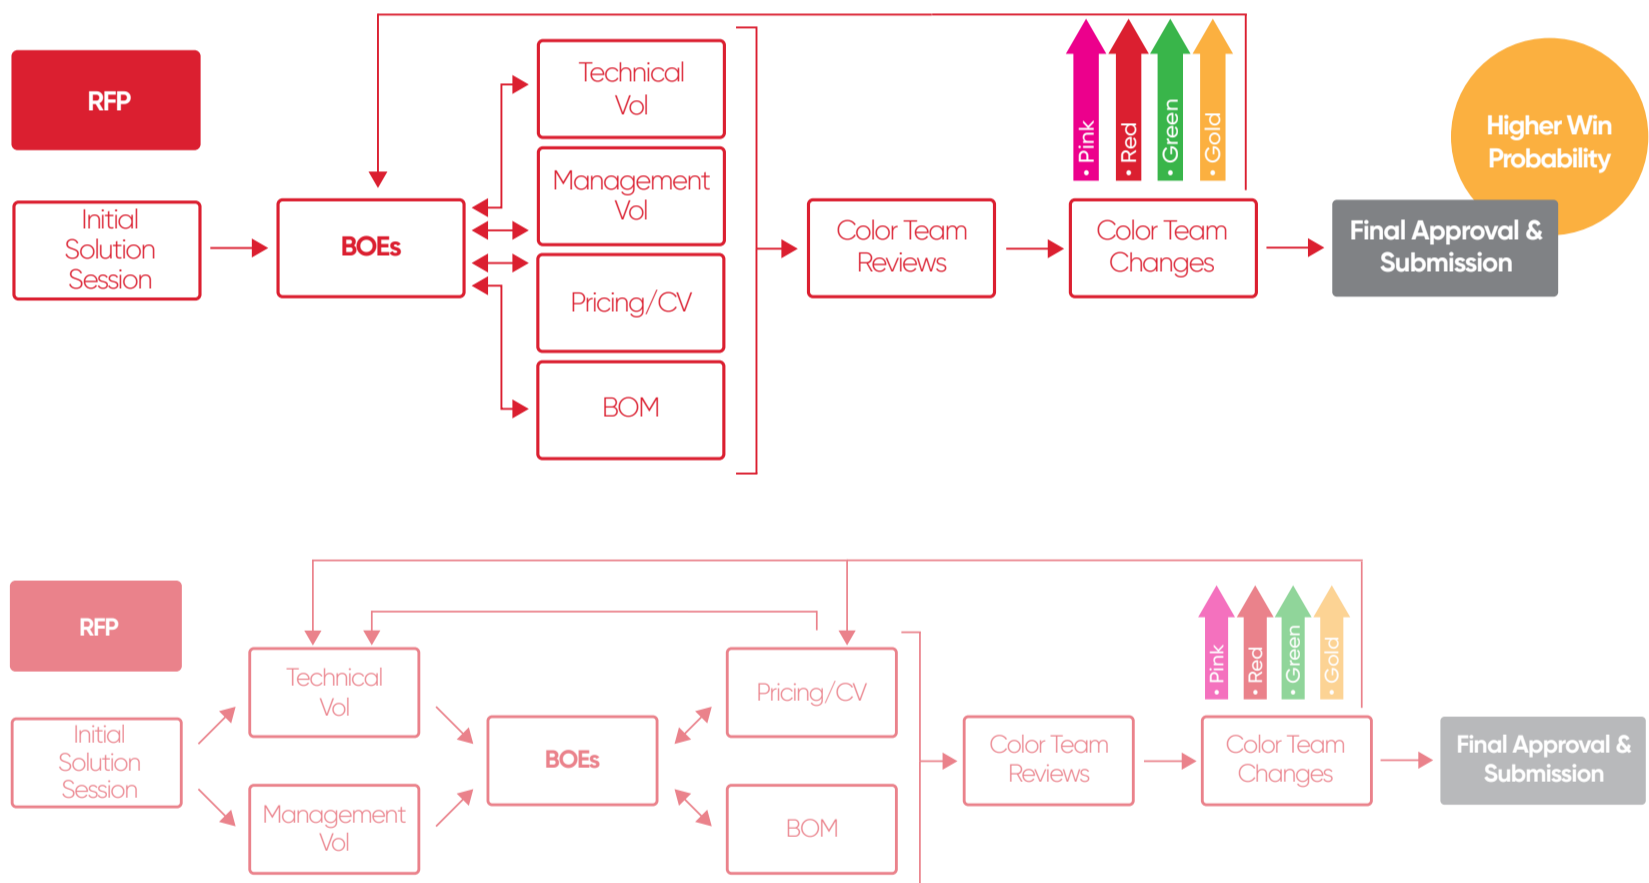 RFP
Initial
Solution
Session
BOEs
Technical
Vol
Management
Vol
Pricing/CV
BOM
Color Team
Reviews
• Pink
• Red
• Green
• Gold
Color Team
Changes
Higher Win
Probability
Final Approval &
Submission
RFP
Initial
Solution
Session
Technical
Vol
Management
Vol
BOEs
Pricing/CV
BOM
Color Team
Reviews
• Pink
• Red
• Green
• Gold
Color Team
Changes
Final Approval &
Submission